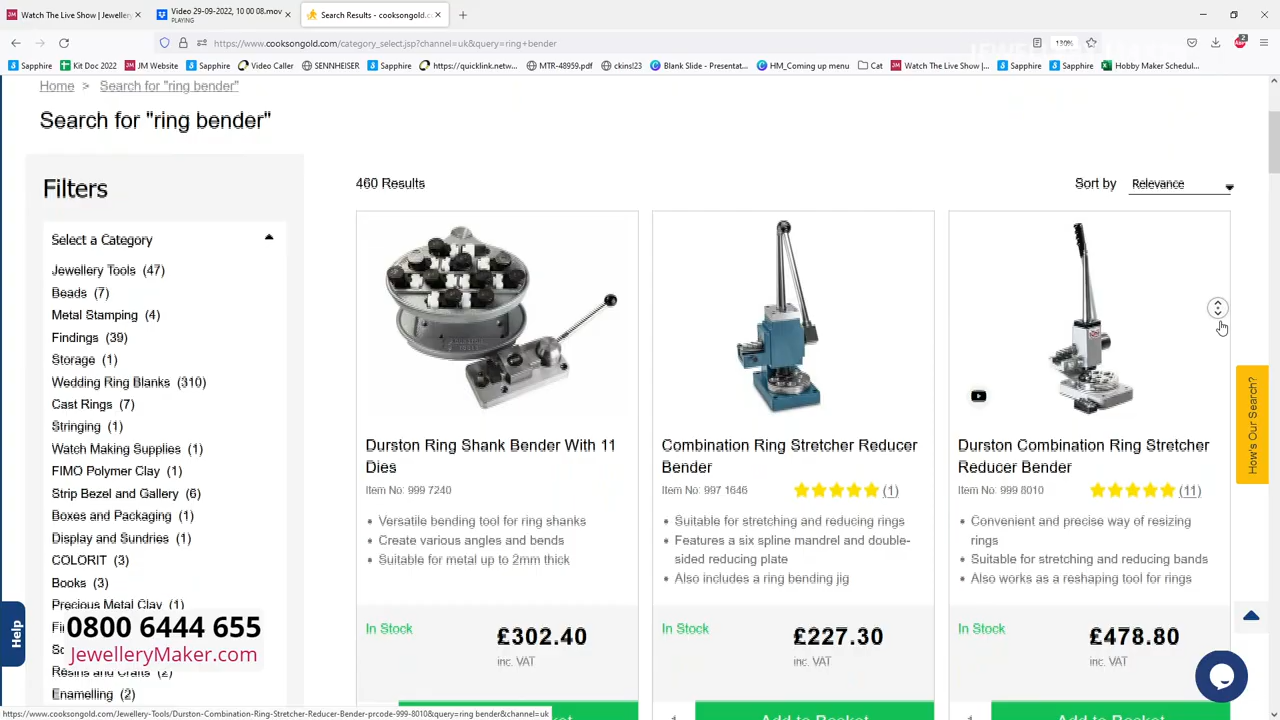 Watch The Live Show | Jewellery
Video 29-09-2022, 10 00 08.mov
PLAYING
Search Results - cooksongold.c
https://www.cooksongold.com/category_select.jsp?channel=uk&query=ring+bender
130%
2
Sapphire
Kit Doc 2022
JM Website
Sapphire
Video Caller
SENNHEISER
Sapphire
https://quicklink.netw...
MTR-48959.pdf
ckins!23
Blank Slide - Presentat...
HM_Coming up menu
Cat
Watch The Live Show |...
Sapphire
Sapphire
Hobby Maker Schedul...
Home > Search for "ring bender"
Search for "ring bender"
Filters
460 Results
Sort by Relevance
Select a Category
Jewellery Tools (47)
Beads (7)
Metal Stamping (4)
Findings (39)
Storage (1)
Wedding Ring Blanks (310)
Cast Rings (7)
Stringing (1)
Watch Making Supplies (1)
FIMO Polymer Clay (1)
Strip Bezel and Gallery (6)
Boxes and Packaging (1)
Display and Sundries (1)
COLORIT (3)
Books (3)
Precious Metal Clay (1)
Resins and Crafts (2)
Enamelling (2)
0800 6444 655
JewelleryMaker.com
Durston Ring Shank Bender With 11
Dies
Item No: 999 7240
Versatile bending tool for ring shanks
Create various angles and bends
Suitable for metal up to 2mm thick
In Stock
£302.40
inc. VAT
Combination Ring Stretcher Reducer
Bender
Item No: 997 1646
(1)
Suitable for stretching and reducing rings
Features a six spline mandrel and double-
sided reducing plate
Also includes a ring bending jig
In Stock
£227.30
inc. VAT
1
Add to Basket
Durston Combination Ring Stretcher
Reducer Bender
Item No: 999 8010
(11)
Convenient and precise way of resizing
rings
Suitable for stretching and reducing bands
Also works as a reshaping tool for rings
In Stock
£478.80
inc. VAT
1
Add to Basket
How's Our Search?
Help
https://www.cooksongold.com/Jewellery-Tools/Durston-Combination-Ring-Stretcher-Reducer-Bender-prcode-999-8010&query=ring bender&channel=uk